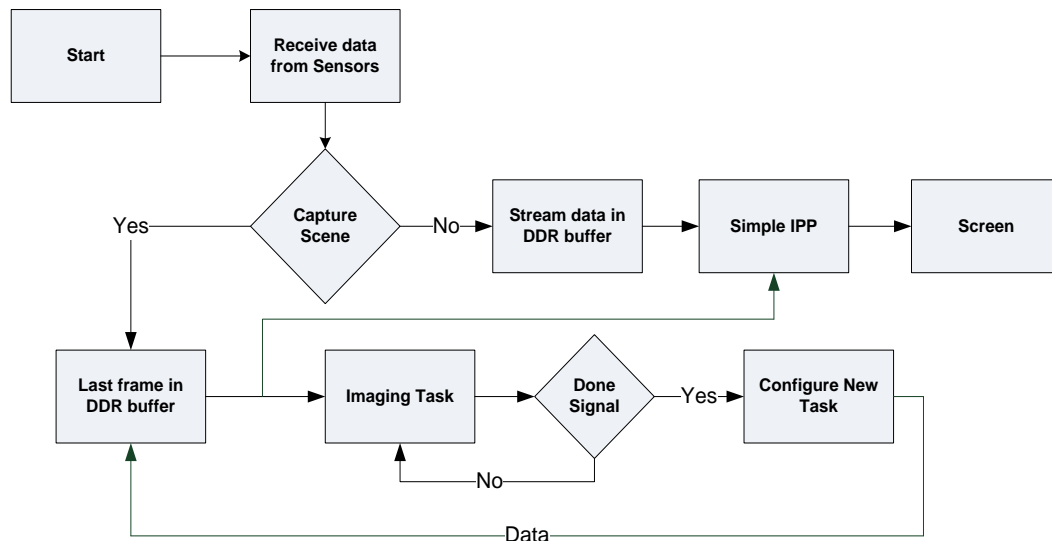 Start
Receive data
from Sensors
Capture
Scene
Yes
No
Stream data in
DDR buffer
Simple IPP
Screen
Last frame in
DDR buffer
Imaging Task
Done
Signal
Yes
Configure New
Task
No
Data